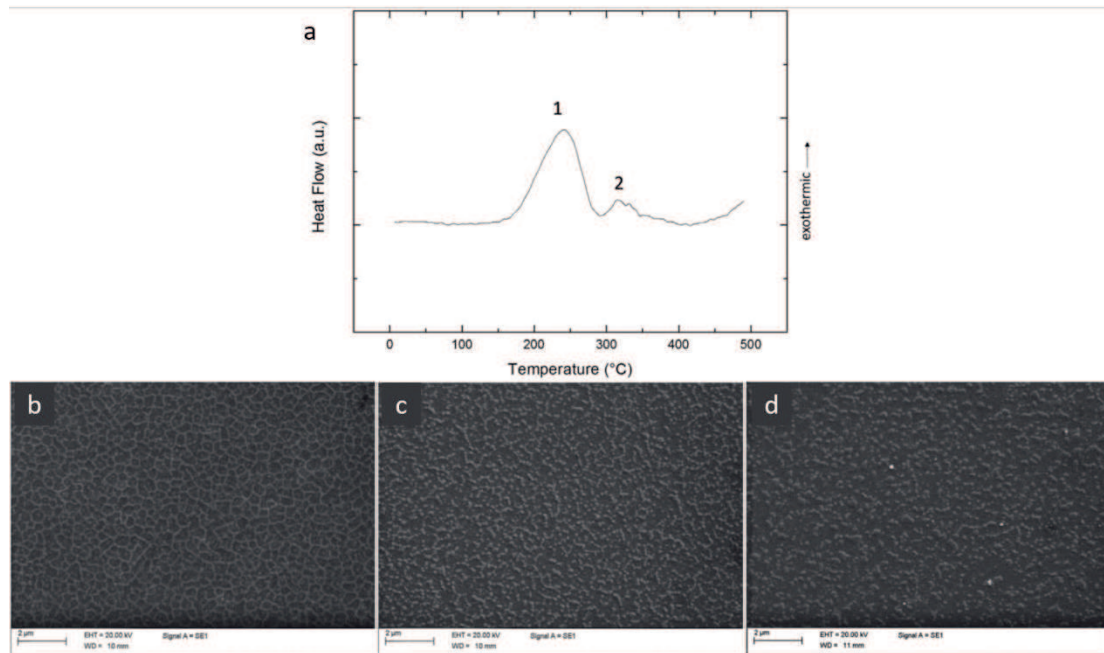 a
1
2
Heat Flow (a.u.)
exothermic
0 100 200 300 400 500
Temperature (°C)
b
c
d
2 µm EHT = 20.00 kV Signal A = SE1
WD = 10 mm
2 µm EHT = 20.00 kV Signal A = SE1
WD = 10 mm
2 µm EHT = 20.00 kV Signal A = SE1
WD = 11 mm